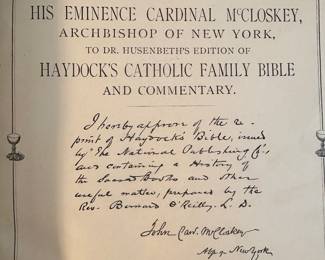 HIS EMINENCE CARDINAL McCLOSKEY,
ARCHBISHOP OF NEW YORK,
TO DR. HUSENBETH'S EDITION OF
HAYDOCK'S CATHOLIC FAMILY BIBLE
AND COMMENTARY.
I hereby approve of the re-
print of Haydock's Bible, issued
by "The National Publishing Co",
and containing a History of
the Sacred Books and other
useful matter, prepared by the
Rev. Bernard O'Reilly, L. D.
John Card. McCloskey
Abp. of New York